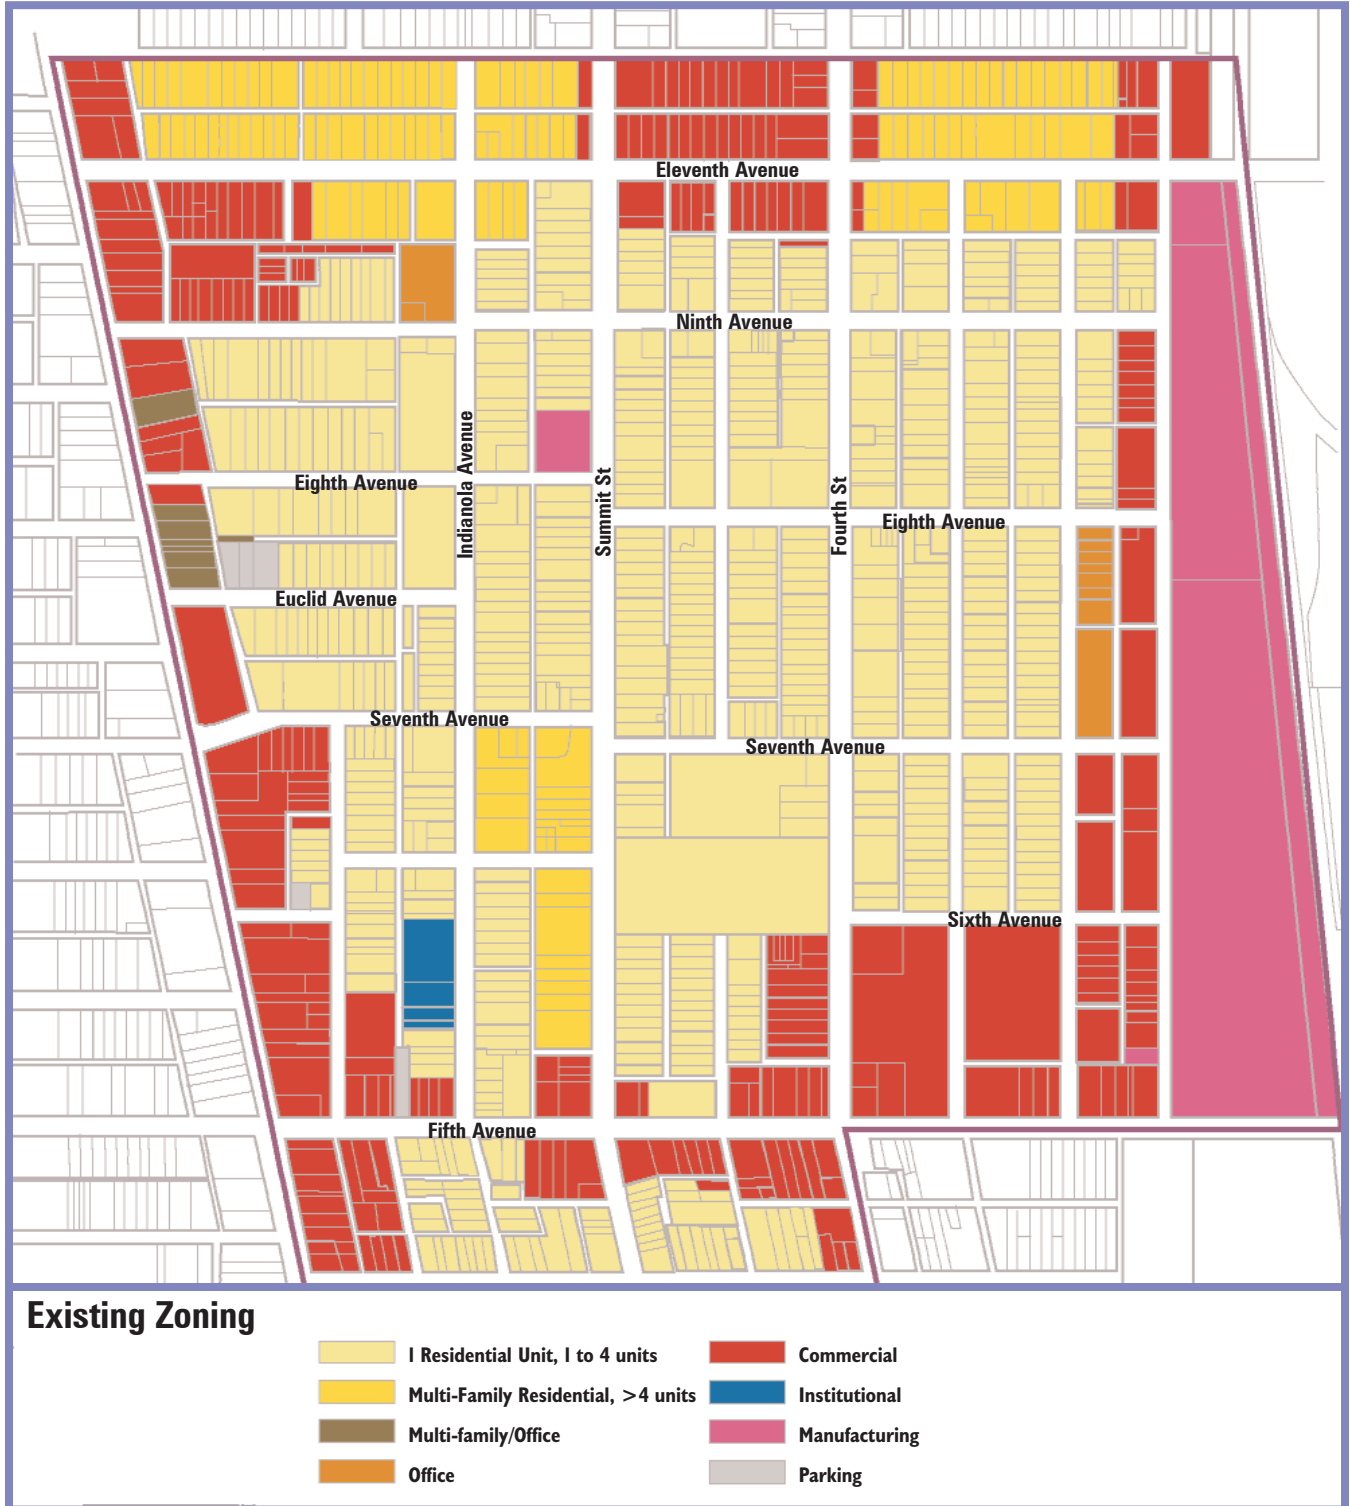 Eleventh Avenue
Ninth Avenue
Indianola Avenue
Summit St
Fourth St
Eighth Avenue
Eighth Avenue
Euclid Avenue
Seventh Avenue
Seventh Avenue
Sixth Avenue
Fifth Avenue
Existing Zoning
1 Residential Unit, 1 to 4 units
Multi-Family Residential, >4 units
Multi-family/Office
Office
Commercial
Institutional
Manufacturing
Parking